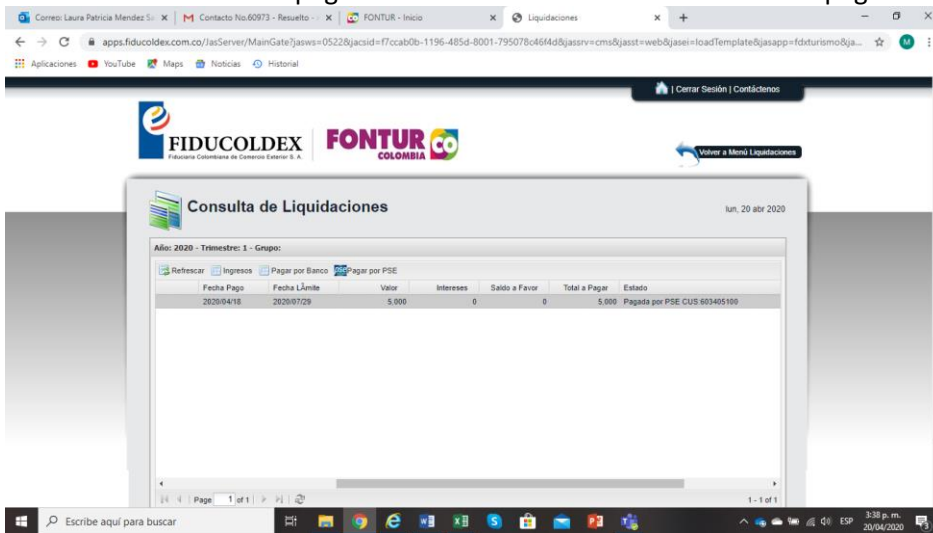 Correo: Laura Patricia Mendez S
Contacto No.60973 - Resuelto -
FONTUR - Inicio
Liquidaciones
apps.fiducoldex.com.co/JasServer/MainGate?jasws=0522&jacsid=f7ccab0b-1196-485d-8001-795078c46f4d&jassrv=cms&jasst=web&jasei=loadTemplate&jasapp=fdxturismo&ja...
M
Aplicaciones YouTube Maps Noticias Historial
| Cerrar Sesión | Contáctenos
FIDUCOLDEX
Fiduciaria Colombiana de Comercio Exterior S. A.
FONTUR CO
COLOMBIA
Volver a Menú Liquidaciones
Consulta de Liquidaciones
lun, 20 abr 2020
Año: 2020 - Trimestre: 1 - Grupo:
Refrescar Ingresos Pagar por Banco Pagar por PSE
Fecha Pago Fecha LÃmite Valor Intereses Saldo a Favor Total a Pagar Estado
2020/04/18 2020/07/29 5,000 0 0 5,000 Pagada por PSE CUS:603405100
Page 1 of 1
1 - 1 of 1
Escribe aquí para buscar
ESP
3:38 p. m.
20/04/2020